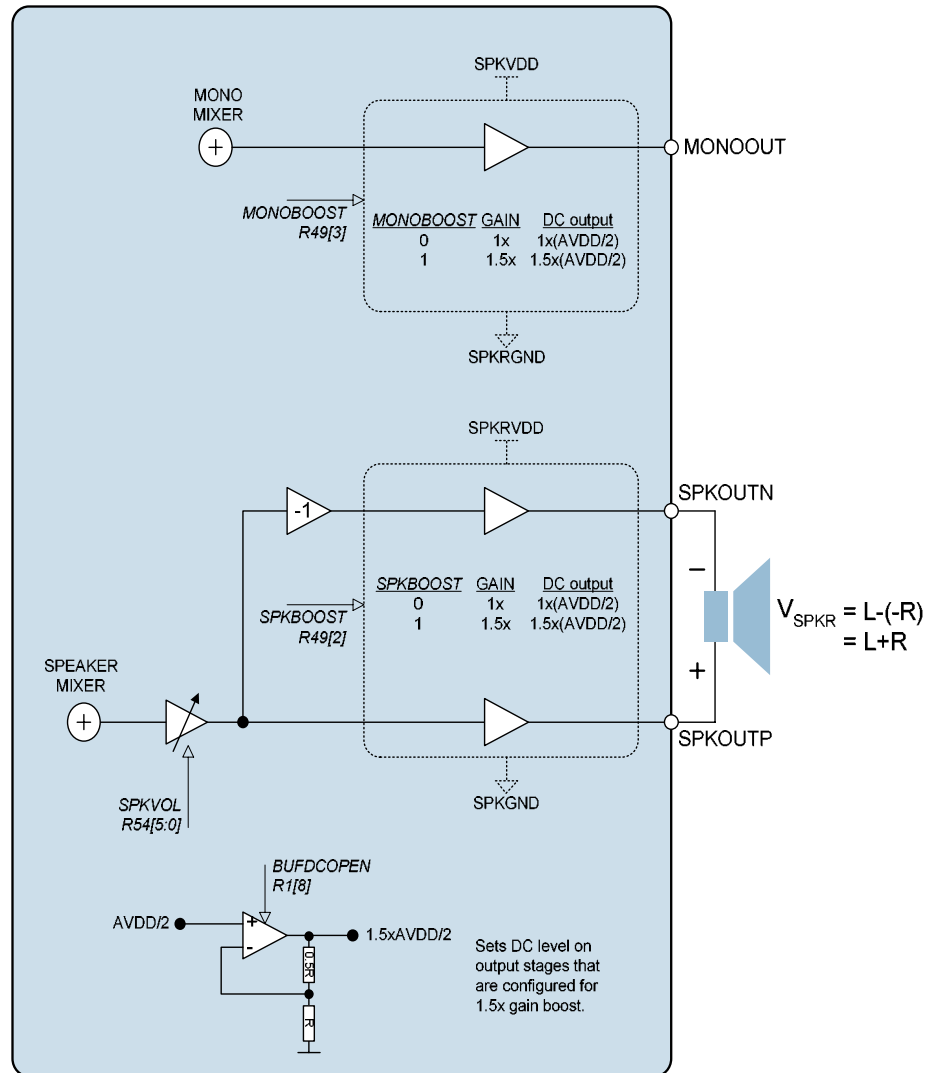 SPKVDD
MONO
MIXER
+
MONOOUT
MONOBOOST
R49[3]
MONOBOOST GAIN DC output
0 1x 1x(AVDD/2)
1 1.5x 1.5x(AVDD/2)
SPKRGND
SPKRVDD
SPKOUTN
-1
SPKBOOST
R49[2]
SPKBOOST GAIN DC output
0 1x 1x(AVDD/2)
1 1.5x 1.5x(AVDD/2)
−
+
VSPKR = L-(-R)
= L+R
SPEAKER
MIXER
+
SPKOUTP
SPKVOL
R54[5:0]
SPKGND
BUFDCOPEN
R1[8]
AVDD/2
+
-
1.5xAVDD/2
0.5R
R
Sets DC level on
output stages that
are configured for
1.5x gain boost.